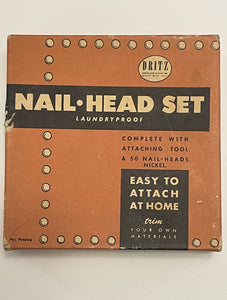 DRITZ
NAIL•HEAD SET
LAUNDRYPROOF
COMPLETE WITH
ATTACHING TOOL
& 50 NAIL-HEADS
NICKEL
EASY TO
ATTACH
AT HOME
trim
YOUR OWN
MATERIALS
Pat. Pending